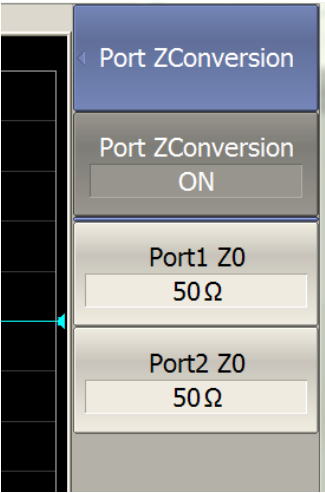 Port ZConversion
Port ZConversion
ON
Port1 Z0
50Ω
Port2 Z0
50Ω